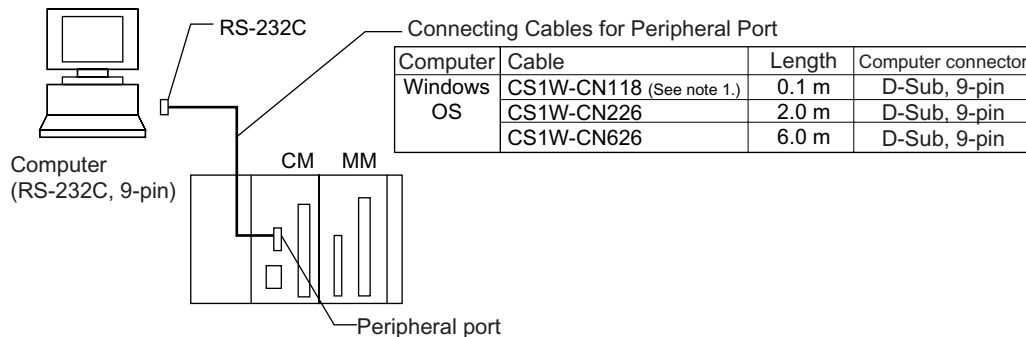 RS-232C
Connecting Cables for Peripheral Port
Computer Cable Length Computer connector
Windows OS CS1W-CN118 (See note 1.) 0.1 m D-Sub, 9-pin
CS1W-CN226 2.0 m D-Sub, 9-pin
CS1W-CN626 6.0 m D-Sub, 9-pin
Computer
(RS-232C, 9-pin)
CM MM
Peripheral port